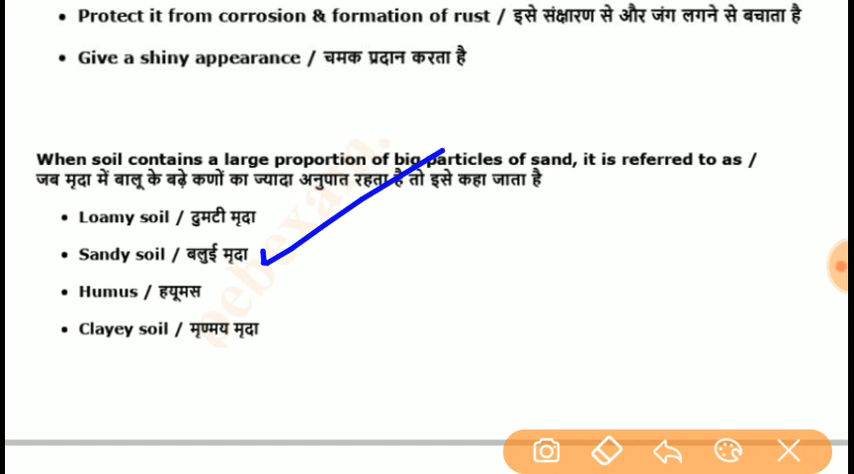 • Protect it from corrosion & formation of rust / इसे संक्षारण से और जंग लगने से बचाता है
• Give a shiny appearance / चमक प्रदान करता है
When soil contains a large proportion of big particles of sand, it is referred to as /
जब मृदा में बालू के बढ़े कणों का ज्यादा अनुपात रहता है तो इसे कहा जाता है
• Loamy soil / दुमटी मृदा
• Sandy soil / बलुई मृदा
• Humus / हयूमस
• Clayey soil / मृण्मय मृदा